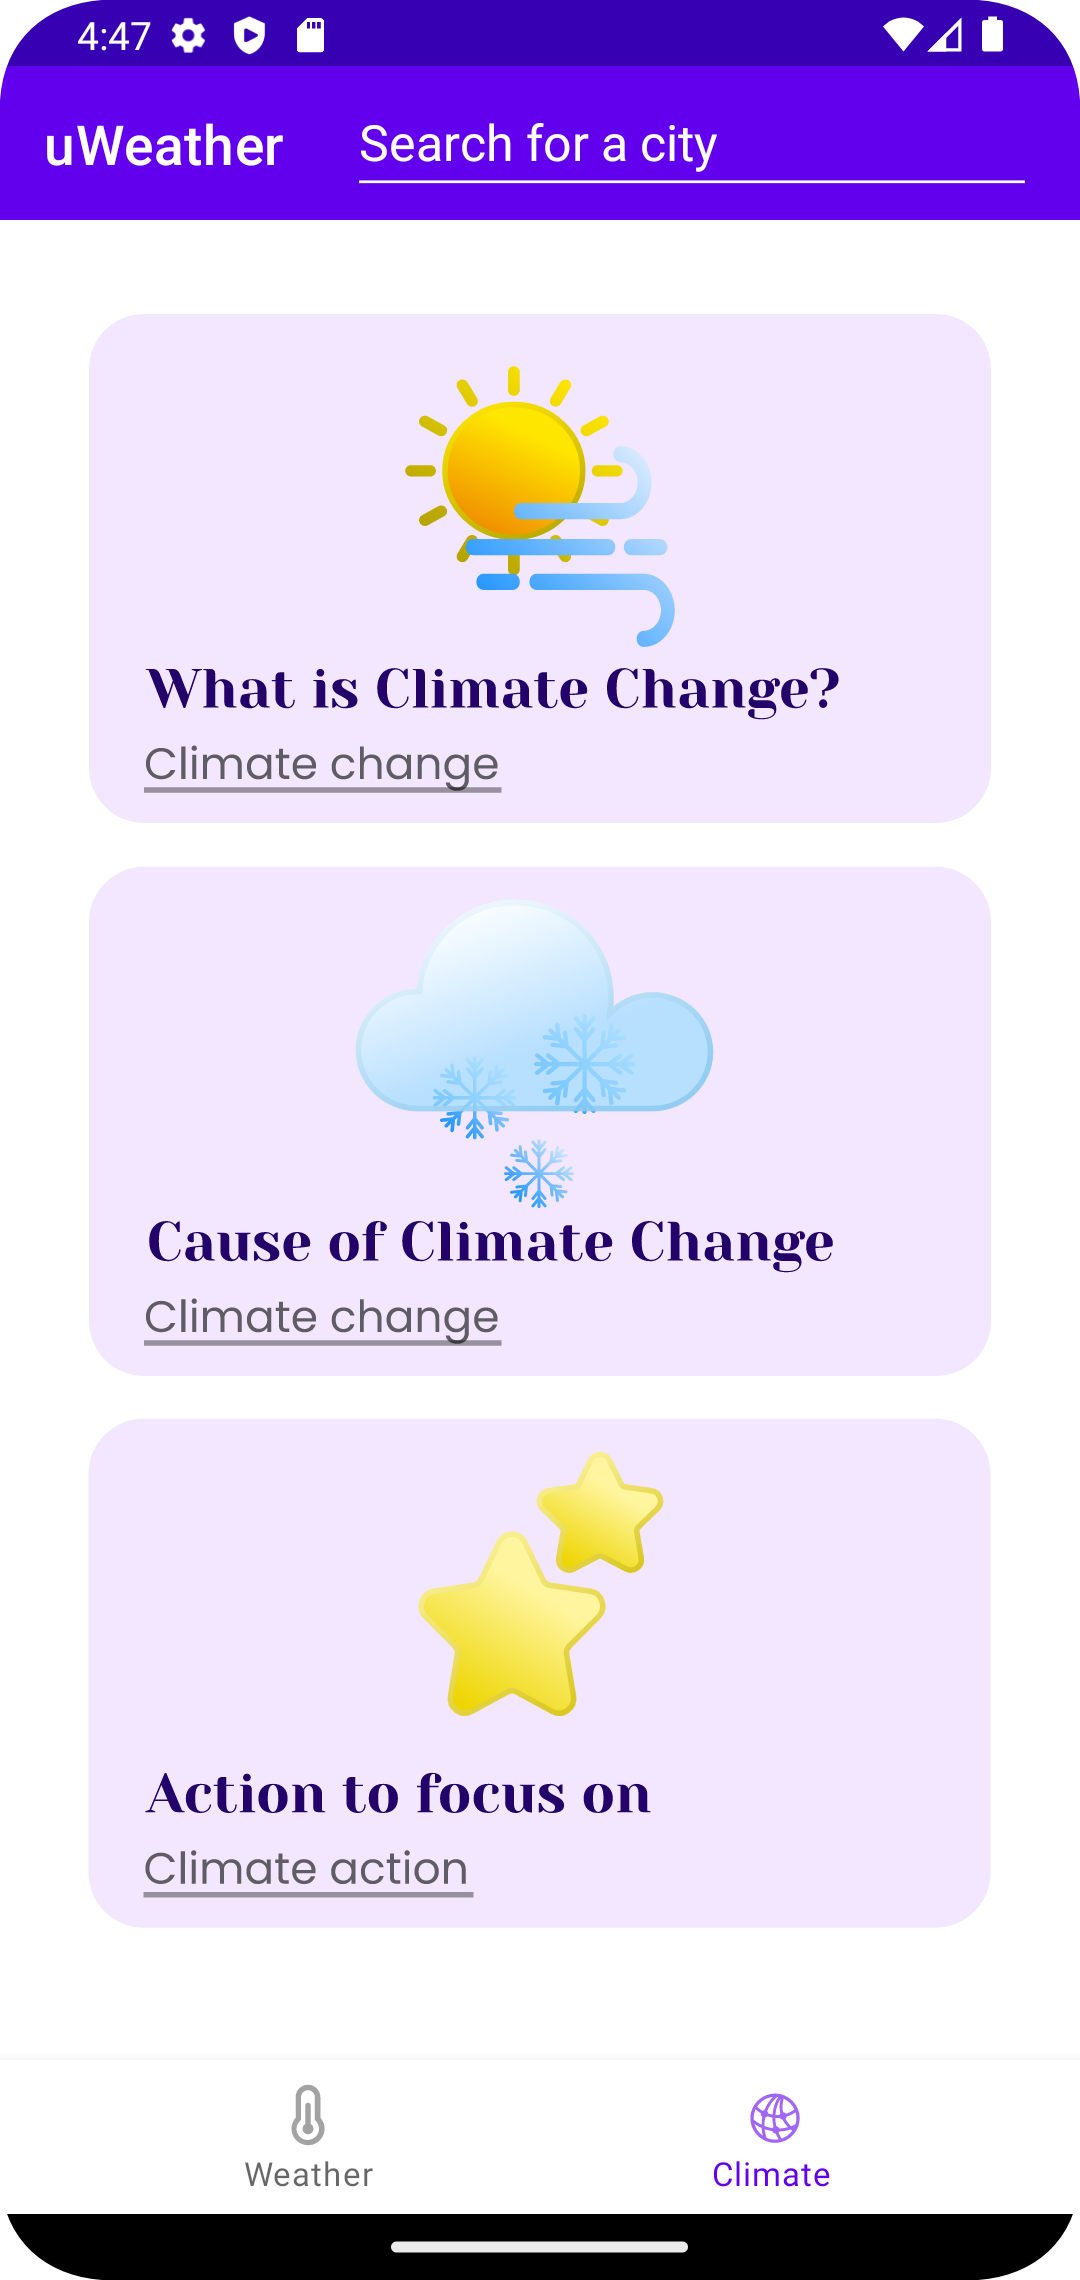 4:47
uWeather
Search for a city
What is Climate Change?
Climate change
Cause of Climate Change
Climate change
Action to focus on
Climate action
Weather
Climate